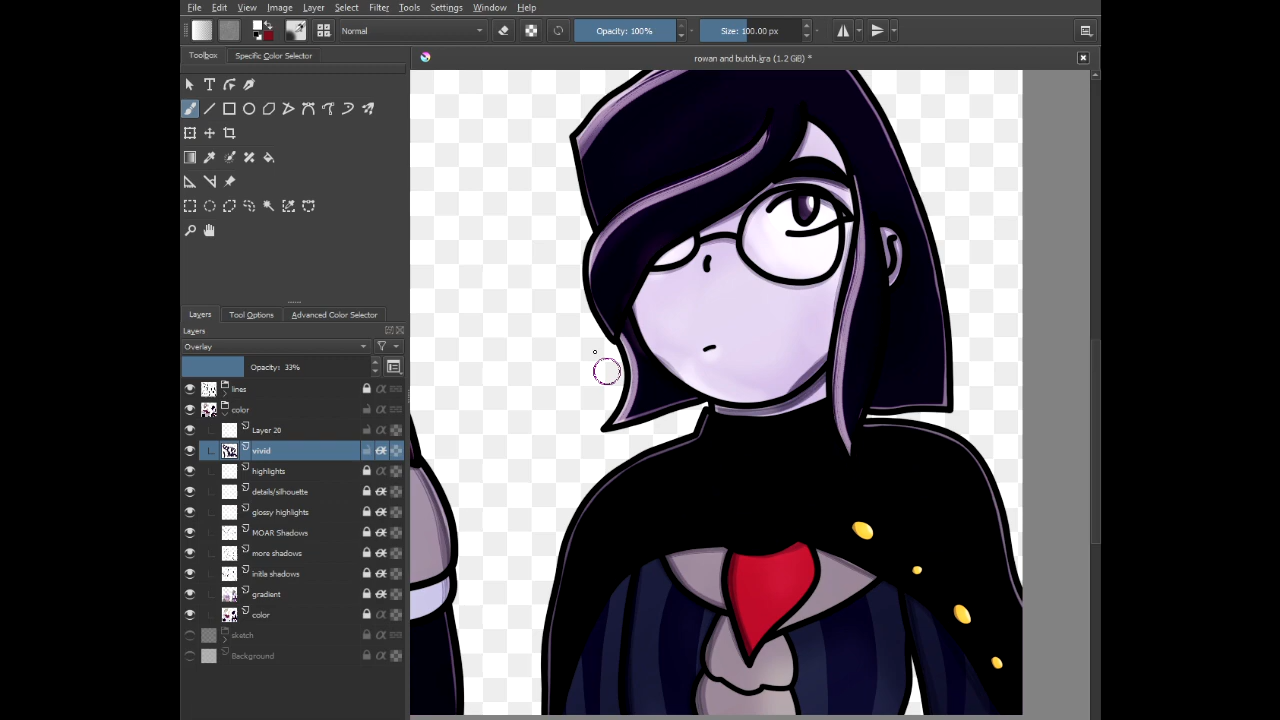 File Edit View Image Layer Select Filter Tools Settings Windows Help
Normal Opacity: 100% Size: 100.00 px
Toolbox Specific Color Selector
rowan and butch.kra (1.2 GiB) *
Layers Tool Options Advanced Color Selector
Layers
Overlay
Opacity: 33%
lines
color
Layer 20
vivid
highlights
details/silhouette
glossy highlights
MOAR Shadows
more shadows
initla shadows
gradient
color
sketch
Background